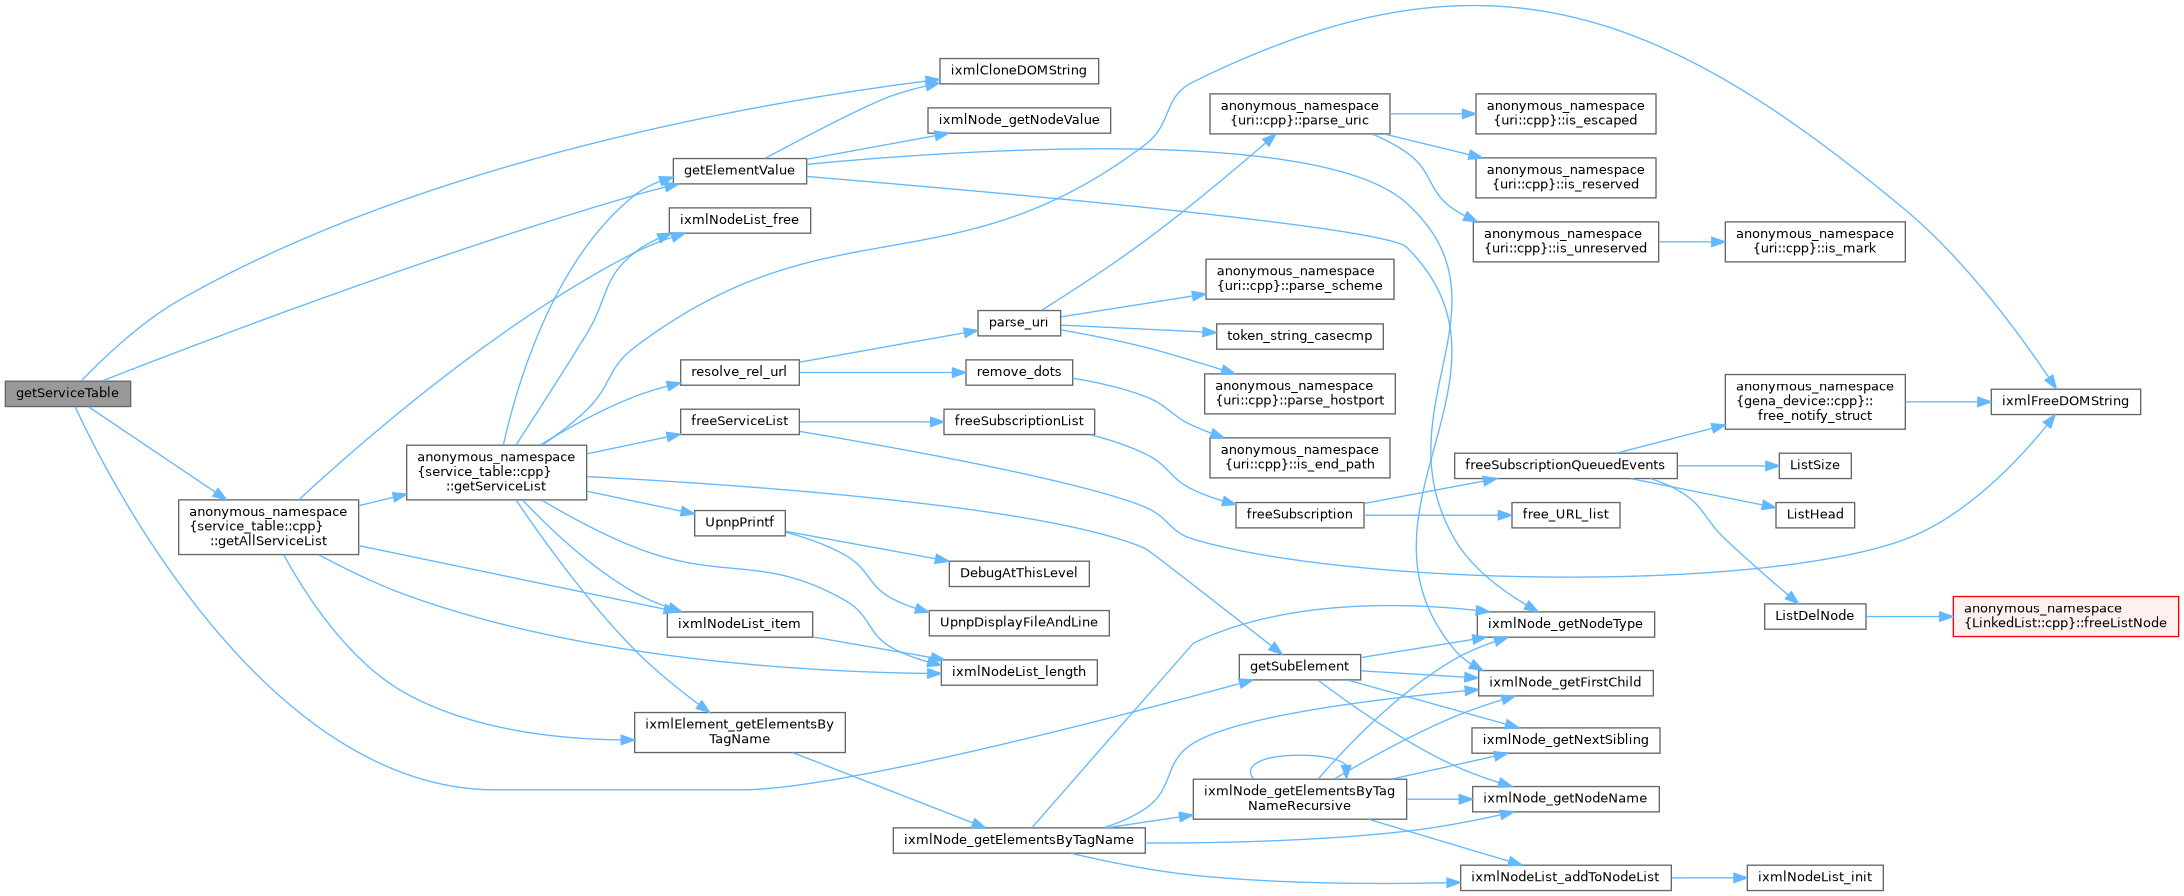 getServiceTable
anonymous_namespace
{service_table::cpp}
::getAllServiceList
anonymous_namespace
{service_table::cpp}
::getServiceList
ixmlCloneDOMString
ixmlNode_getNodeValue
getElementValue
ixmlNodeList_free
resolve_rel_url
freeServiceList
UpnpPrintf
ixmlNodeList_item
ixmlElement_getElementsBy
TagName
parse_uri
remove_dots
freeSubscriptionList
DebugAtThisLevel
UpnpDisplayFileAndLine
ixmlNodeList_length
ixmlNode_getElementsByTagName
anonymous_namespace
{uri::cpp}::parse_uric
anonymous_namespace
{uri::cpp}::parse_scheme
token_string_casecmp
anonymous_namespace
{uri::cpp}::parse_hostport
anonymous_namespace
{uri::cpp}::is_end_path
freeSubscription
getSubElement
ixmlNode_getElementsByTag
NameRecursive
anonymous_namespace
{uri::cpp}::is_escaped
anonymous_namespace
{uri::cpp}::is_reserved
anonymous_namespace
{uri::cpp}::is_unreserved
freeSubscriptionQueuedEvents
free_URL_list
ixmlNode_getNodeType
ixmlNode_getFirstChild
ixmlNode_getNextSibling
ixmlNode_getNodeName
ixmlNodeList_addToNodeList
anonymous_namespace
{uri::cpp}::is_mark
anonymous_namespace
{gena_device::cpp}::
free_notify_struct
ListSize
ListHead
ListDelNode
ixmlNodeList_init
ixmlFreeDOMString
anonymous_namespace
{LinkedList::cpp}::freeListNode